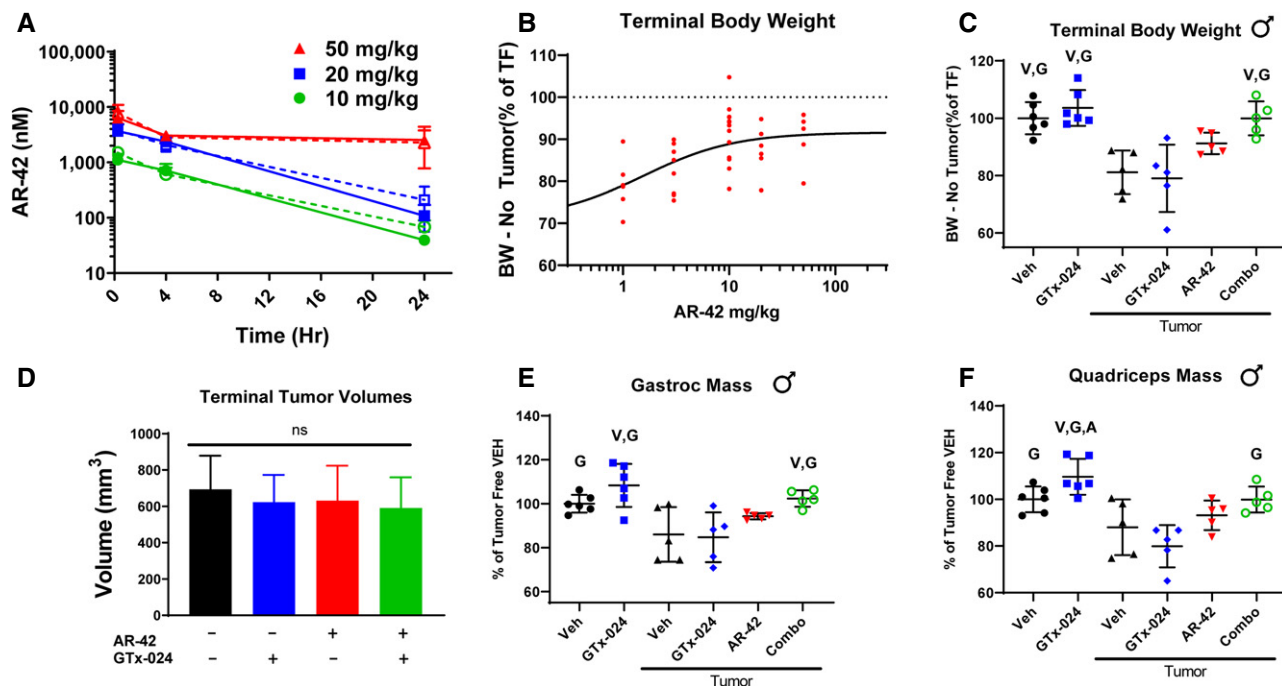 A
50 mg/kg
20 mg/kg
10 mg/kg
AR-42 (nM)
100,000
10,000
1,000
100
10
0
4
8
12
16
20
24
Time (Hr)
B
Terminal Body Weight
BW - No Tumor(% of TF)
110
100
90
80
70
60
1
10
100
AR-42 mg/kg
C
Terminal Body Weight ♂
BW - No Tumor(%of TF)
120
100
80
60
V,G
V,G
V,G
Veh
GTx-024
Veh
GTx-024
AR-42
Combo
Tumor
D
Terminal Tumor Volumes
ns
Volume (mm³)
1000
800
600
400
200
0
AR-42 – – + +
GTx-024 – + – +
E
Gastroc Mass ♂
% of Tumor Free VEH
140
120
100
80
60
G
V,G
V,G
Veh
GTx-024
Veh
GTx-024
AR-42
Combo
Tumor
F
Quadriceps Mass ♂
% of Tumor Free VEH
140
120
100
80
60
G
V,G,A
G
Veh
GTx-024
Veh
GTx-024
AR-42
Combo
Tumor